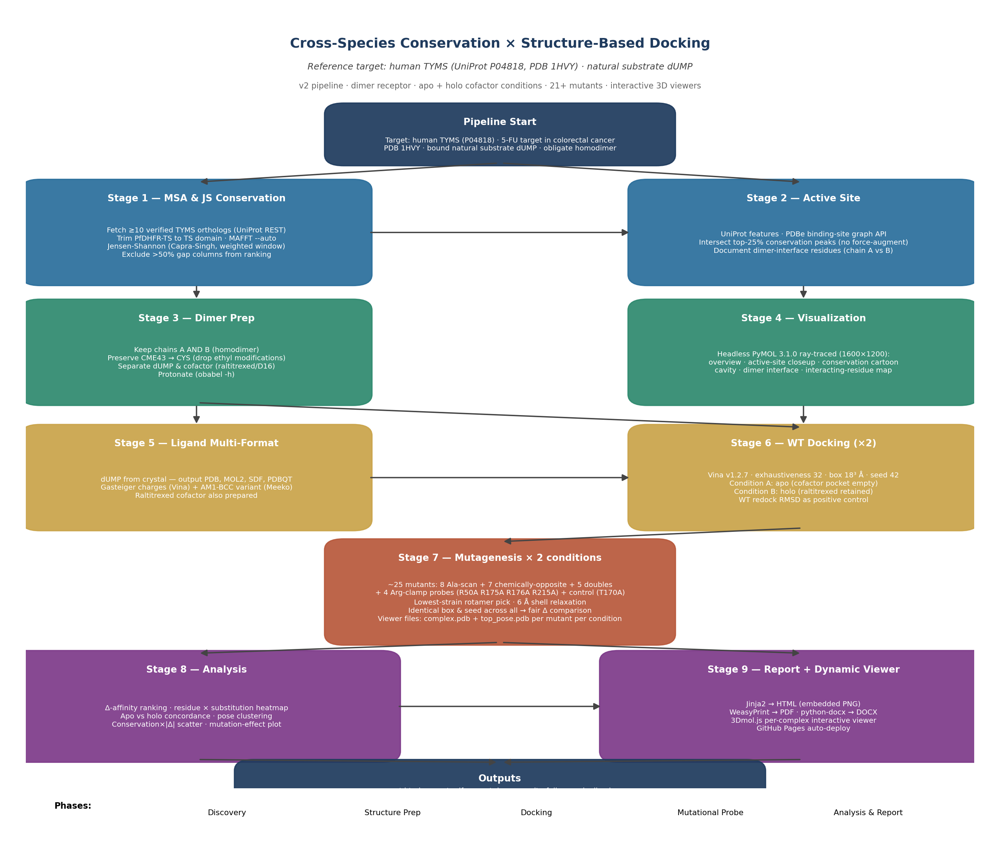 Cross-Species Conservation × Structure-Based Docking
Reference target: human TYMS (UniProt P04818, PDB 1HVY) · natural substrate dUMP
v2 pipeline · dimer receptor · apo + holo cofactor conditions · 21+ mutants · interactive 3D viewers
Pipeline Start
Target: human TYMS (P04818) · 5-FU target in colorectal cancer
PDB 1HVY · bound natural substrate dUMP · obligate homodimer
Stage 1 — MSA & JS Conservation
Fetch ≥10 verified TYMS orthologs (UniProt REST)
Trim PfDHFR-TS to TS domain · MAFFT --auto
Jensen-Shannon (Capra-Singh, weighted window)
Exclude >50% gap columns from ranking
Stage 2 — Active Site
UniProt features · PDBe binding-site graph API
Intersect top-25% conservation peaks (no force-augment)
Document dimer-interface residues (chain A vs B)
Stage 3 — Dimer Prep
Keep chains A AND B (homodimer)
Preserve CME43 → CYS (drop ethyl modifications)
Separate dUMP & cofactor (raltitrexed/D16)
Protonate (obabel -h)
Stage 4 — Visualization
Headless PyMOL 3.1.0 ray-traced (1600×1200):
overview · active-site closeup · conservation cartoon
cavity · dimer interface · interacting-residue map
Stage 5 — Ligand Multi-Format
dUMP from crystal — output PDB, MOL2, SDF, PDBQT
Gasteiger charges (Vina) + AM1-BCC variant (Meeko)
Raltitrexed cofactor also prepared
Stage 6 — WT Docking (×2)
Vina v1.2.7 · exhaustiveness 32 · box 18³ Å · seed 42
Condition A: apo (cofactor pocket empty)
Condition B: holo (raltitrexed retained)
WT redock RMSD as positive control
Stage 7 — Mutagenesis × 2 conditions
~25 mutants: 8 Ala-scan + 7 chemically-opposite + 5 doubles
+ 4 Arg-clamp probes (R50A R175A R176A R215A) + control (T170A)
Lowest-strain rotamer pick · 6 Å shell relaxation
Identical box & seed across all → fair Δ comparison
Viewer files: complex.pdb + top_pose.pdb per mutant per condition
Stage 8 — Analysis
Δ-affinity ranking · residue × substitution heatmap
Apo vs holo concordance · pose clustering
Conservation×|Δ| scatter · mutation-effect plot
Stage 9 — Report + Dynamic Viewer
Jinja2 → HTML (embedded PNG)
WeasyPrint → PDF · python-docx → DOCX
3Dmol.js per-complex interactive viewer
GitHub Pages auto-deploy
Outputs
Phases:
Discovery
Structure Prep
Docking
Mutational Probe
Analysis & Report